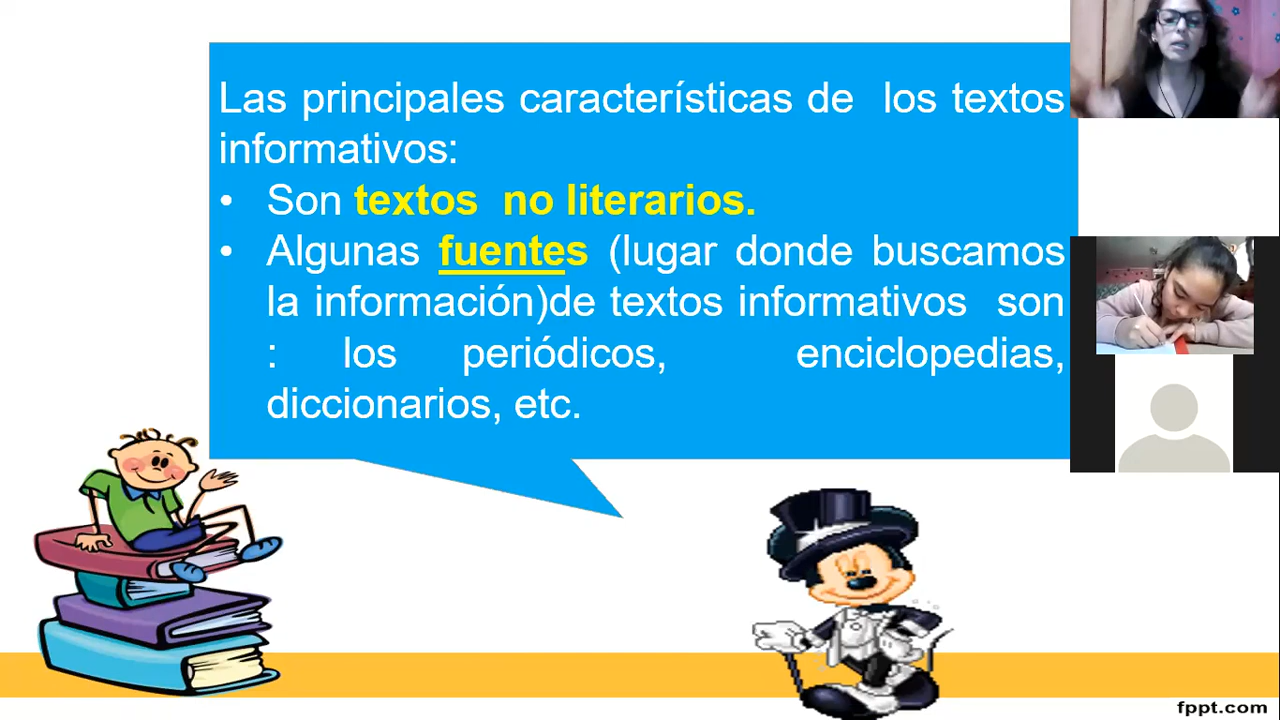 Las principales características de los textos
informativos:
• Son textos no literarios.
• Algunas fuentes (lugar donde buscamos
la información)de textos informativos son
: los periódicos, enciclopedias,
diccionarios, etc.
fppt.com